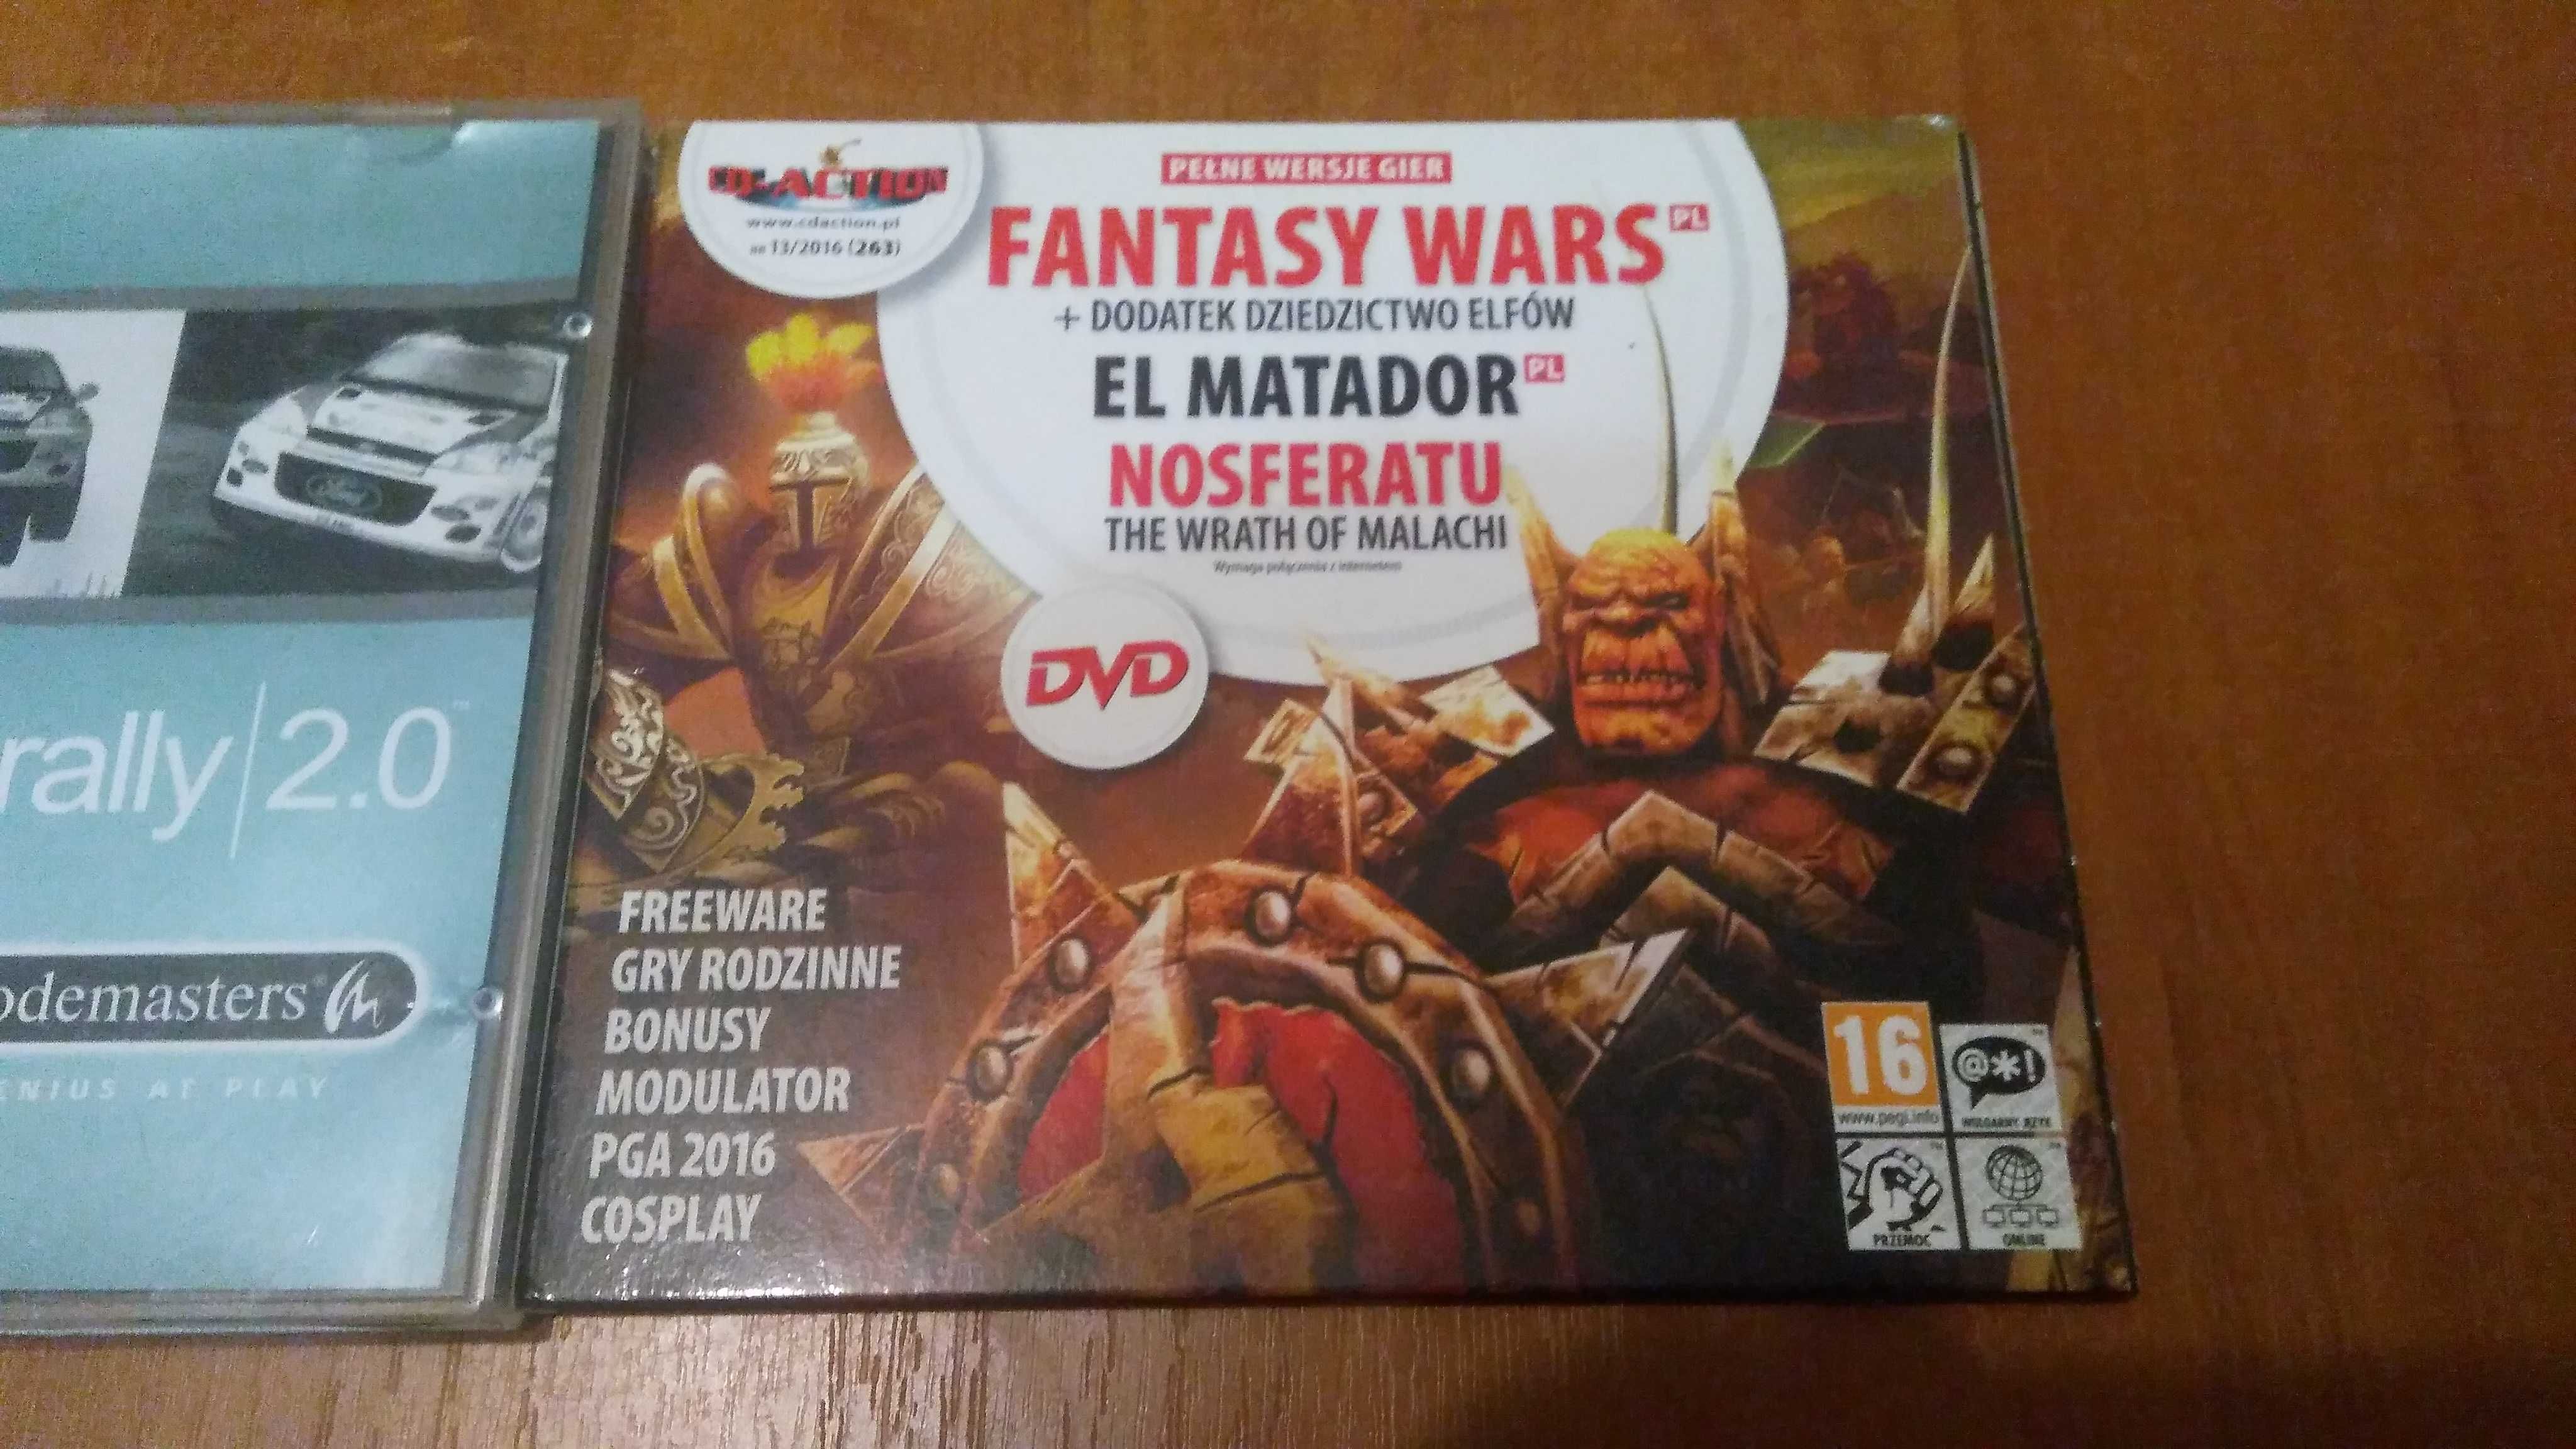 rally|2.0™
odemasters®
ENIUS AT PLAY
Ford
CD-ACTION
www.cdaction.pl
nr 13/2016 (263)
PEŁNE WERSJE GIER
FANTASY WARS PL
+ DODATEK DZIEDZICTWO ELFÓW
EL MATADOR PL
NOSFERATU
THE WRATH OF MALACHI
Wymaga połączenia z internetem
DVD
FREEWARE
GRY RODZINNE
BONUSY
MODULATOR
PGA 2016
COSPLAY
16
www.pegi.info
@*!
WULGARNY JĘZYK
PRZEMOC
ONLINE